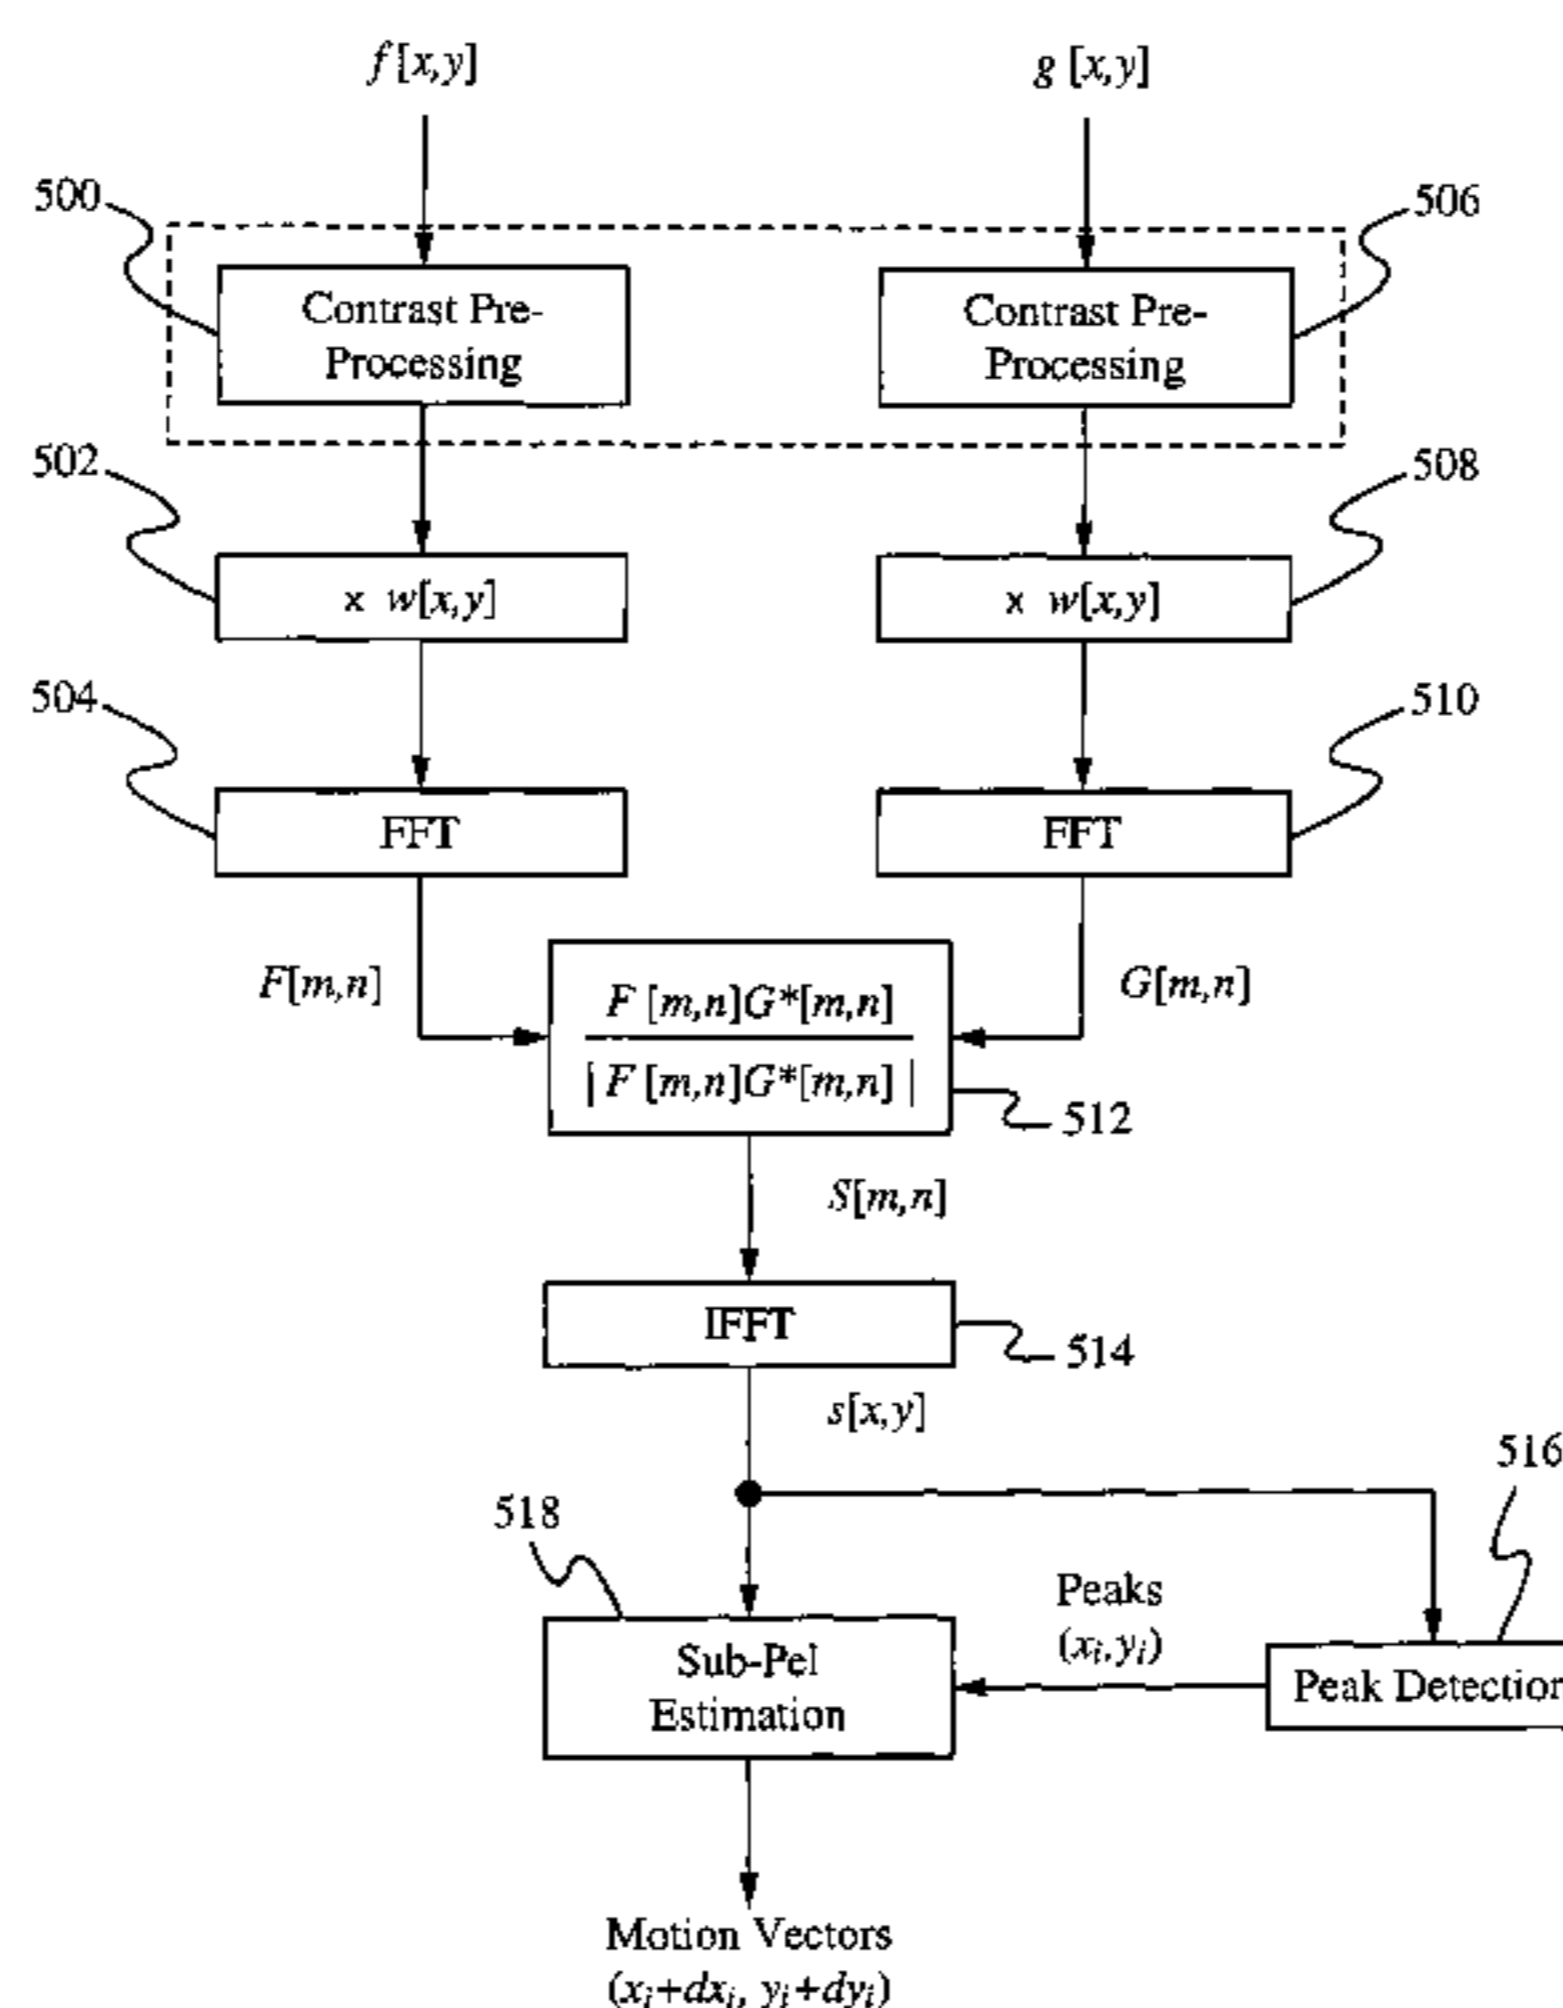 f [x,y]
g [x,y]
500
506
Contrast Pre-
Processing
Contrast Pre-
Processing
502
508
x w[x,y]
x w[x,y]
504
510
FFT
FFT
F[m,n]
G[m,n]
F [m,n]G*[m,n]
| F [m,n]G*[m,n] |
512
S[m,n]
IFFT
514
s[x,y]
516
518
Peaks
(xᵢ,yᵢ)
Sub-Pel
Estimation
Peak Detection
Motion Vectors
(xᵢ+dxᵢ, yᵢ+dyᵢ)